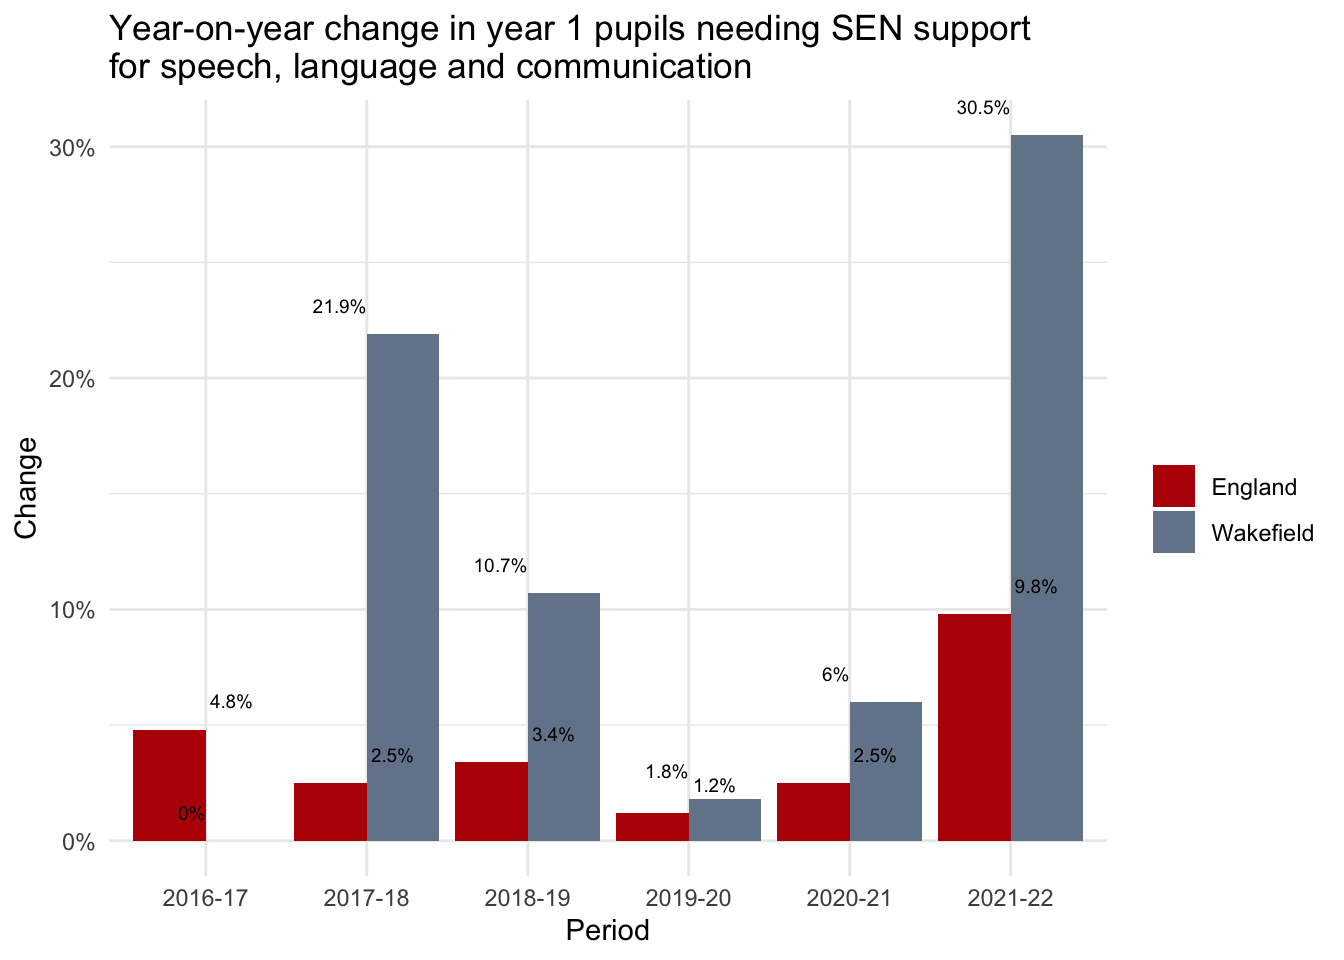 Year-on-year change in year 1 pupils needing SEN support
for speech, language and communication
30.5%
30%
21.9%
20%
Change
England
Wakefield
10.7%
10%
9.8%
6%
4.8%
3.4%
2.5%
2.5%
1.8%
1.2%
0%
0%
2016-17 2017-18 2018-19 2019-20 2020-21 2021-22
Period